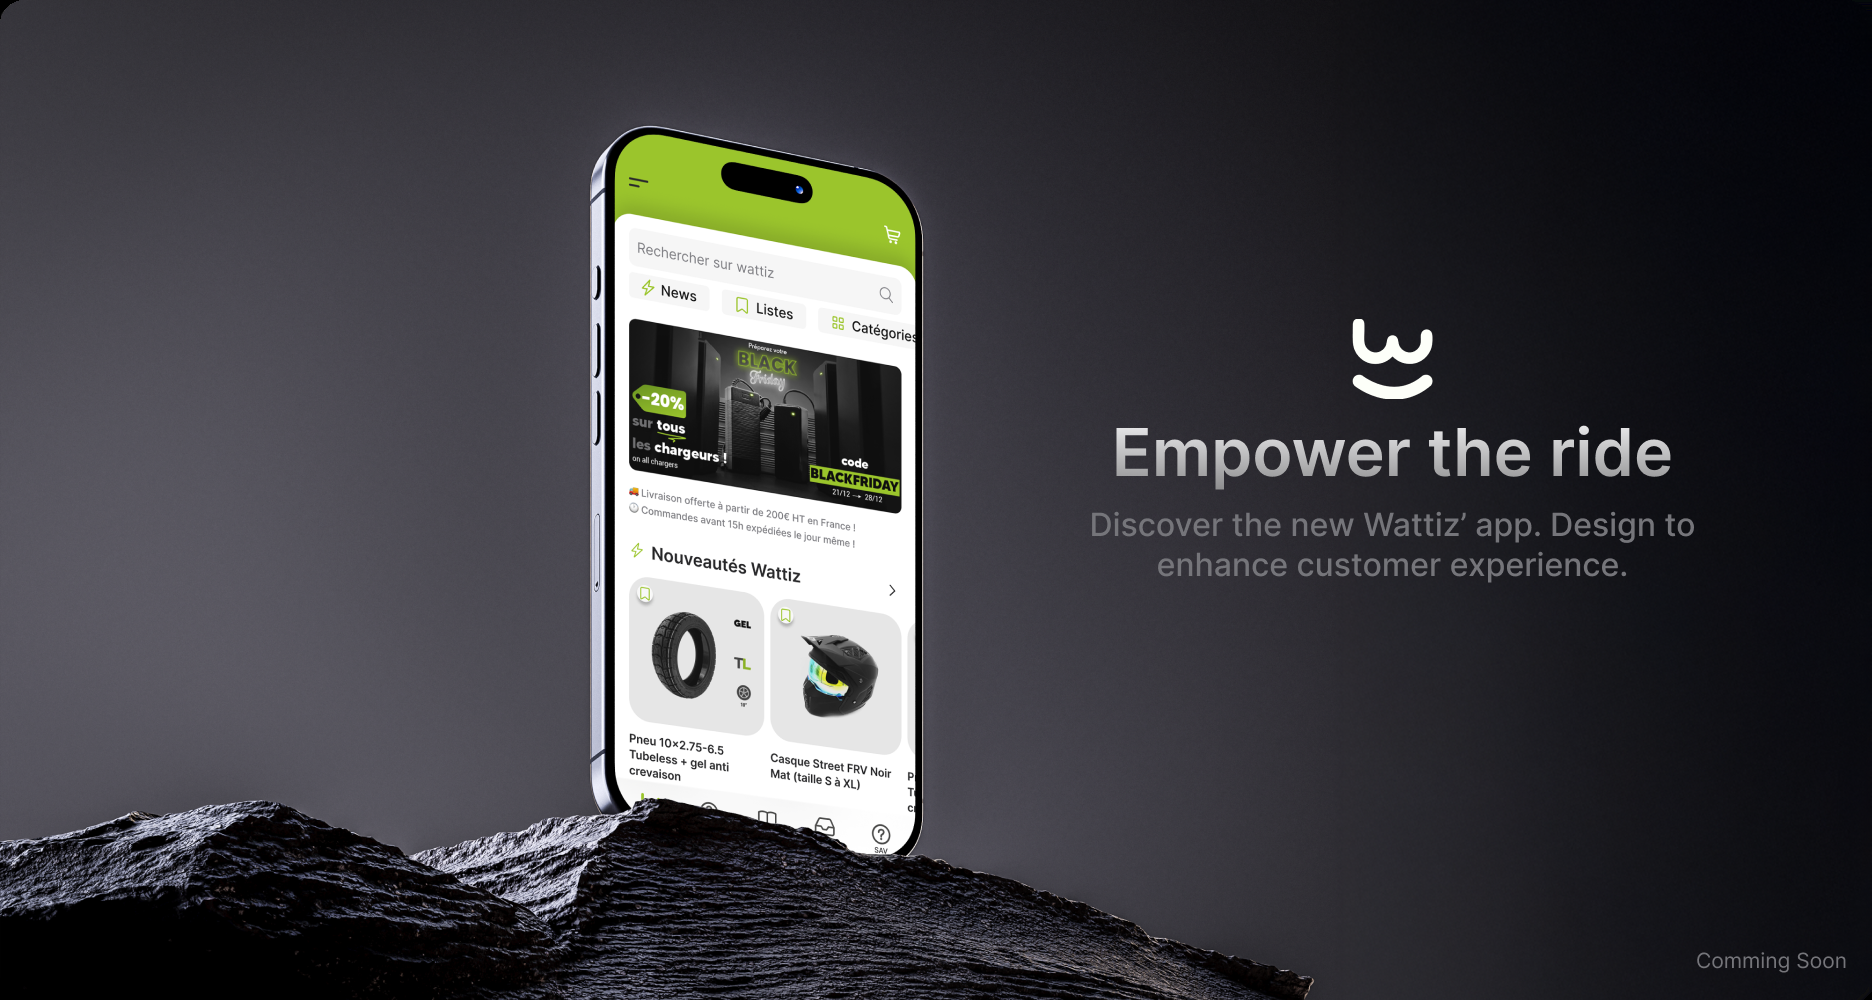 Rechercher sur wattiz
News
Listes
Catégories
Préparez votre
BLACK
Friday
-20%
sur tous
les chargeurs !
on all chargers
code
BLACKFRIDAY
21/12 → 28/12
🚚 Livraison offerte à partir de 200€ HT en France !
🕒 Commandes avant 15h expédiées le jour même !
Nouveautés Wattiz
GEL
TL
10"
Pneu 10x2.75-6.5
Tubeless + gel anti
crevaison
Casque Street FRV Noir
Mat (taille S à XL)
SAV
Empower the ride
Discover the new Wattiz’ app. Design to
enhance customer experience.
Comming Soon